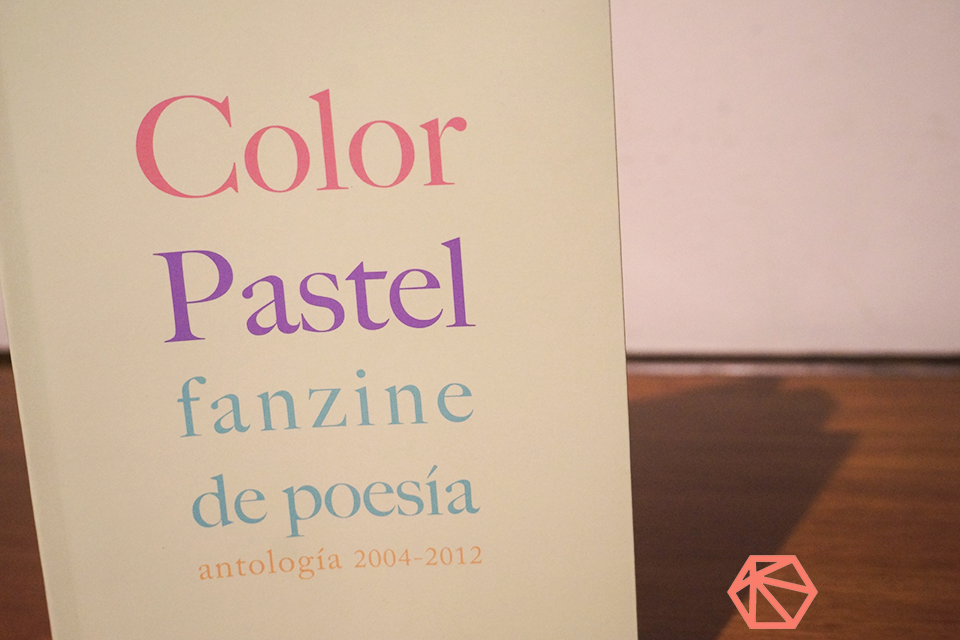 Color
Pastel
fanzine
de poesía
antología 2004-2012